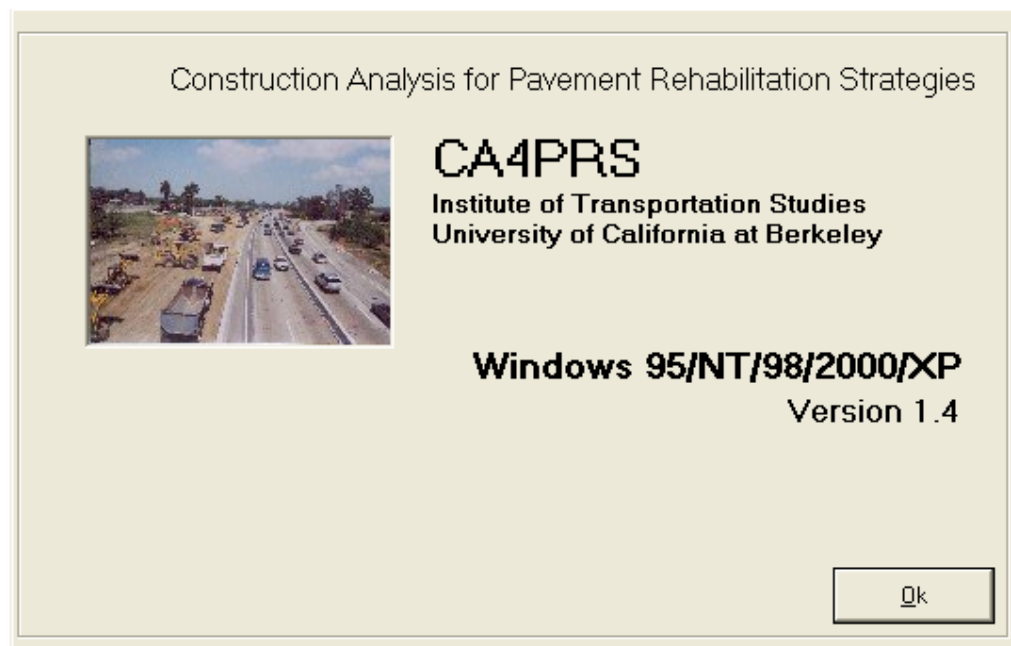 Construction Analysis for Pavement Rehabilitation Strategies
CA4PRS
Institute of Transportation Studies
University of California at Berkeley
Windows 95/NT/98/2000/XP
Version 1.4
Ok